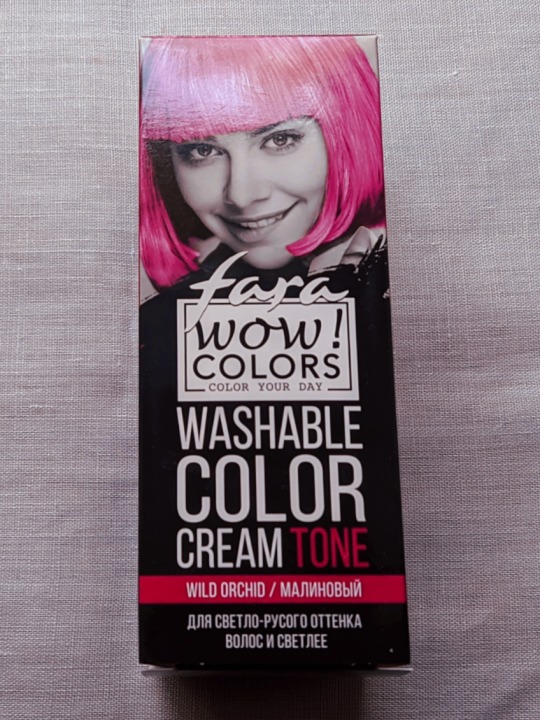 fara
wow!
COLORS
COLOR YOUR DAY
WASHABLE
COLOR
CREAM TONE
WILD ORCHID / МАЛИНОВЫЙ
ДЛЯ СВЕТЛО-РУСОГО ОТТЕНКА
ВОЛОС И СВЕТЛЕЕ